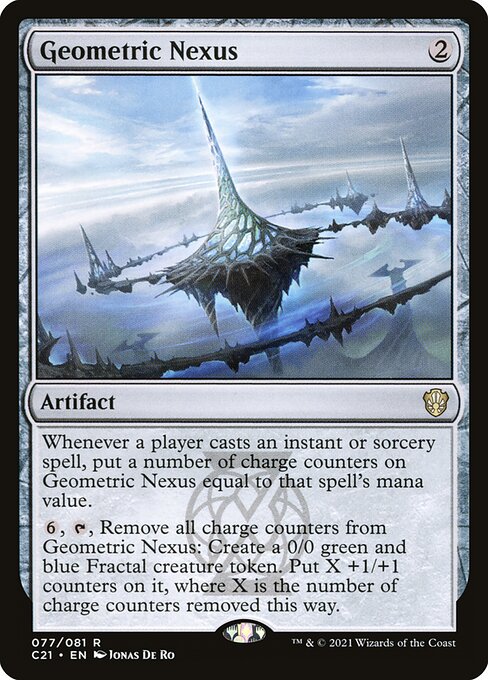 Geometric Nexus 2
Artifact
Whenever a player casts an instant or sorcery
spell, put a number of charge counters on
Geometric Nexus equal to that spell's mana
value.
6, , Remove all charge counters from
Geometric Nexus: Create a 0/0 green and
blue Fractal creature token. Put X +1/+1
counters on it, where X is the number of
charge counters removed this way.
077/081 R
C21 • EN Jonas De Ro
™ & © 2021 Wizards of the Coast